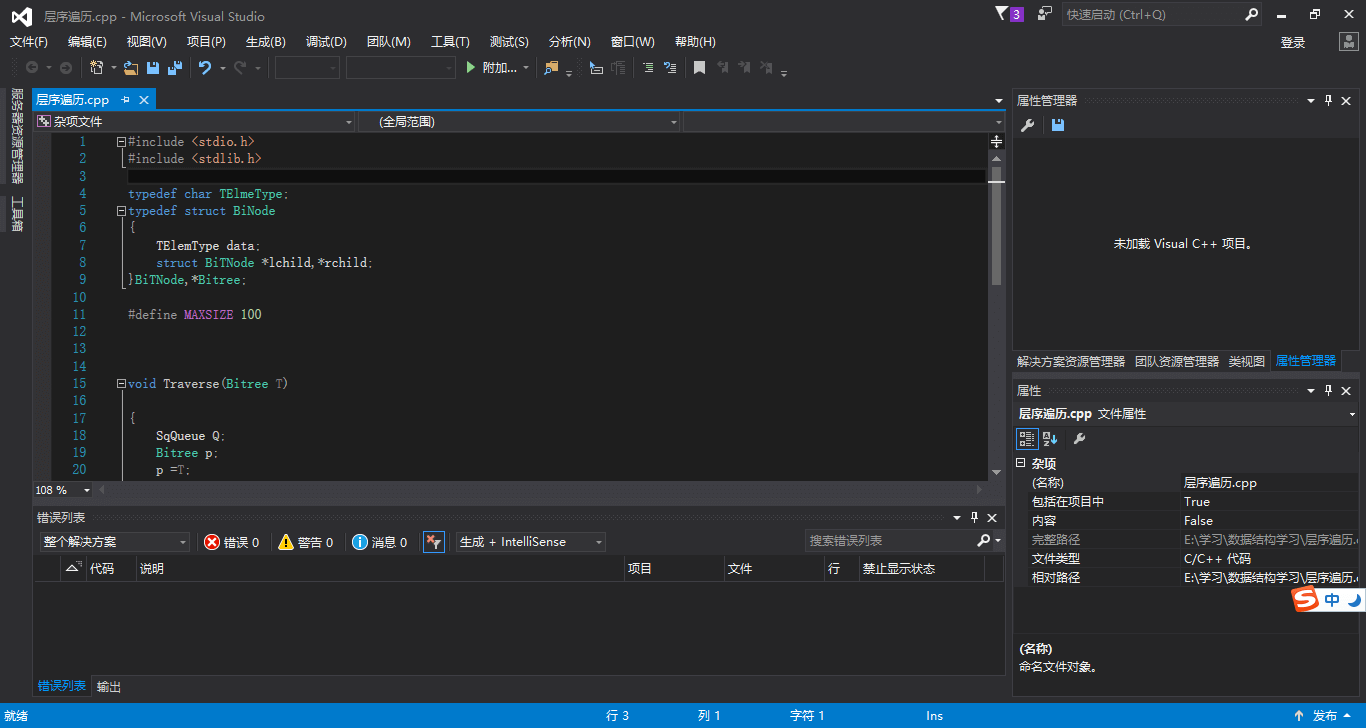 层序遍历.cpp - Microsoft Visual Studio
3
快速启动 (Ctrl+Q)
文件(F) 编辑(E) 视图(V) 项目(P) 生成(B) 调试(D) 团队(M) 工具(T) 测试(S) 分析(N) 窗口(W) 帮助(H)
登录
附加...
服务器资源管理器
工具箱
层序遍历.cpp
杂项文件 (全局范围)
1 #include <stdio.h>
2 #include <stdlib.h>
3
4 typedef char TElmeType;
5 typedef struct BiNode
6 {
7 TElemType data;
8 struct BiTNode *lchild,*rchild;
9 }BiTNode,*Bitree;
10
11 #define MAXSIZE 100
12
13
14
15 void Traverse(Bitree T)
16
17 {
18 SqQueue Q;
19 Bitree p;
20 p =T;
108 %
错误列表
整个解决方案 错误 0 警告 0 消息 0 生成 + IntelliSense 搜索错误列表
代码 说明 项目 文件 行 禁止显示状态
错误列表 输出
属性管理器
未加载 Visual C++ 项目。
解决方案资源管理器 团队资源管理器 类视图 属性管理器
属性
层序遍历.cpp 文件属性
杂项
(名称) 层序遍历.cpp
包括在项目中 True
内容 False
完整路径 E:\学习\数据结构学习\层序遍历.
文件类型 C/C++ 代码
相对路径 E:\学习\数据结构学习\层序遍历.
中
(名称)
命名文件对象。
就绪 行 3 列 1 字符 1 Ins 发布